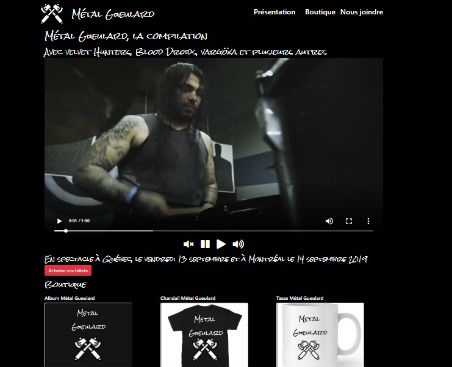 Métal Gueulard
Présentation Boutique Nous joindre
Métal Gueulard, la compilation
Avec Velvet Hunters, Blood Droids, Vargöka et plusieurs autres
0:01 / 1:00
En spectacle à Québec, le vendredi 13 septembre et à Montréal le 14 septembre 2019
Acheter vos billets
Boutique
Album Métal Gueulard
Chandail Métal Gueulard
Tasse Métal Gueulard
Métal
Gueulard
Métal
Gueulard
Métal
Gueulard